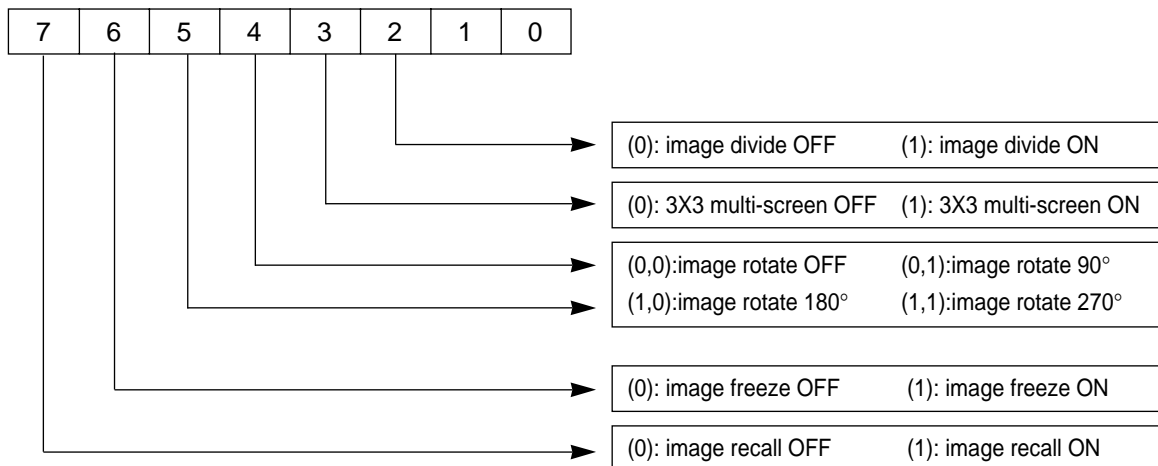 7 6 5 4 3 2 1 0
(0): image divide OFF (1): image divide ON
(0): 3X3 multi-screen OFF (1): 3X3 multi-screen ON
(0,0):image rotate OFF (0,1):image rotate 90°
(1,0):image rotate 180° (1,1):image rotate 270°
(0): image freeze OFF (1): image freeze ON
(0): image recall OFF (1): image recall ON